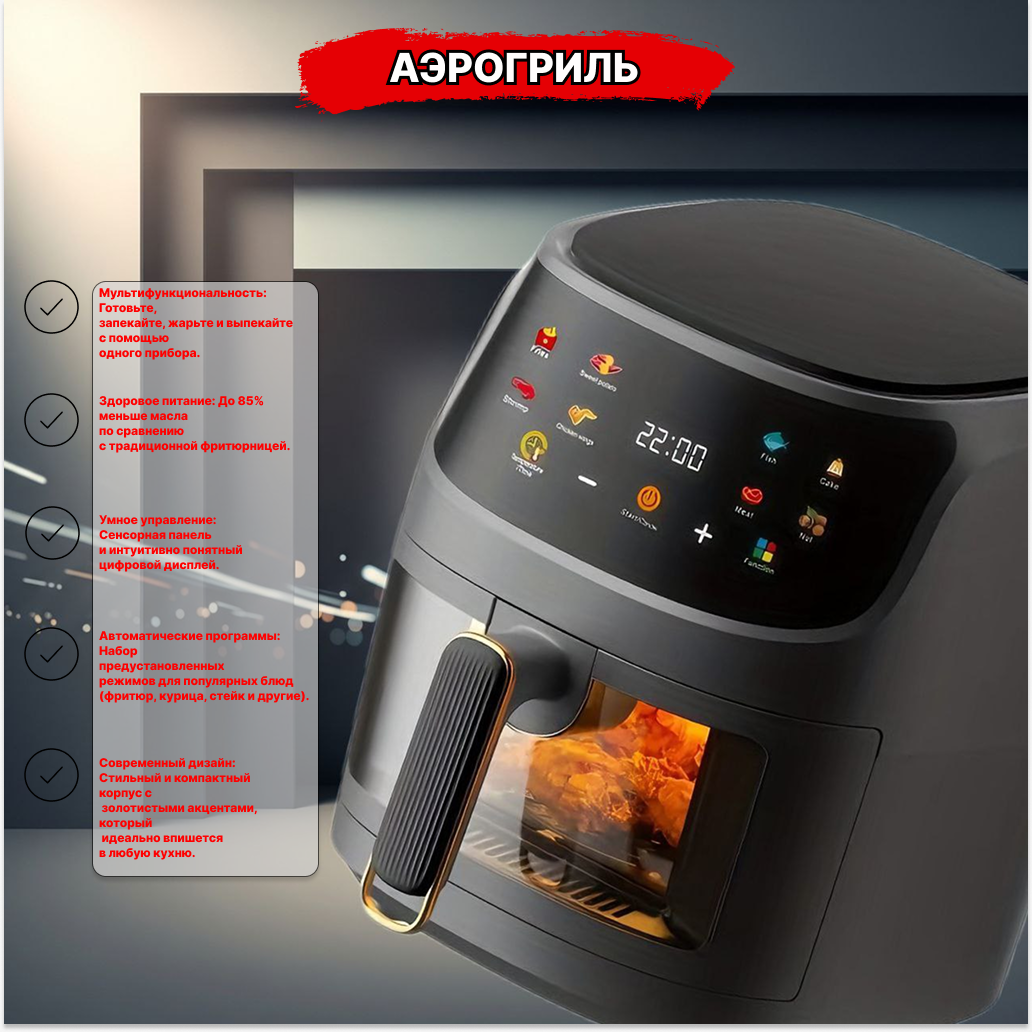 АЭРОГРИЛЬ
Мультифункциональность:
Готовьте,
запекайте, жарьте и выпекайте
с помощью
одного прибора.
Здоровое питание: До 85%
меньше масла
по сравнению
с традиционной фритюрницей.
Умное управление:
Сенсорная панель
и интуитивно понятный
цифровой дисплей.
Автоматические программы:
Набор
предустановленных
режимов для популярных блюд
(фритюр, курица, стейк и другие).
Современный дизайн:
Стильный и компактный
корпус с
золотистыми акцентами,
который
идеально впишется
в любую кухню.
Fries
Sweet potato
Shrimp
Chicken wings
Temperature
22:00
Fish
Cake
Meat
Nut
Function